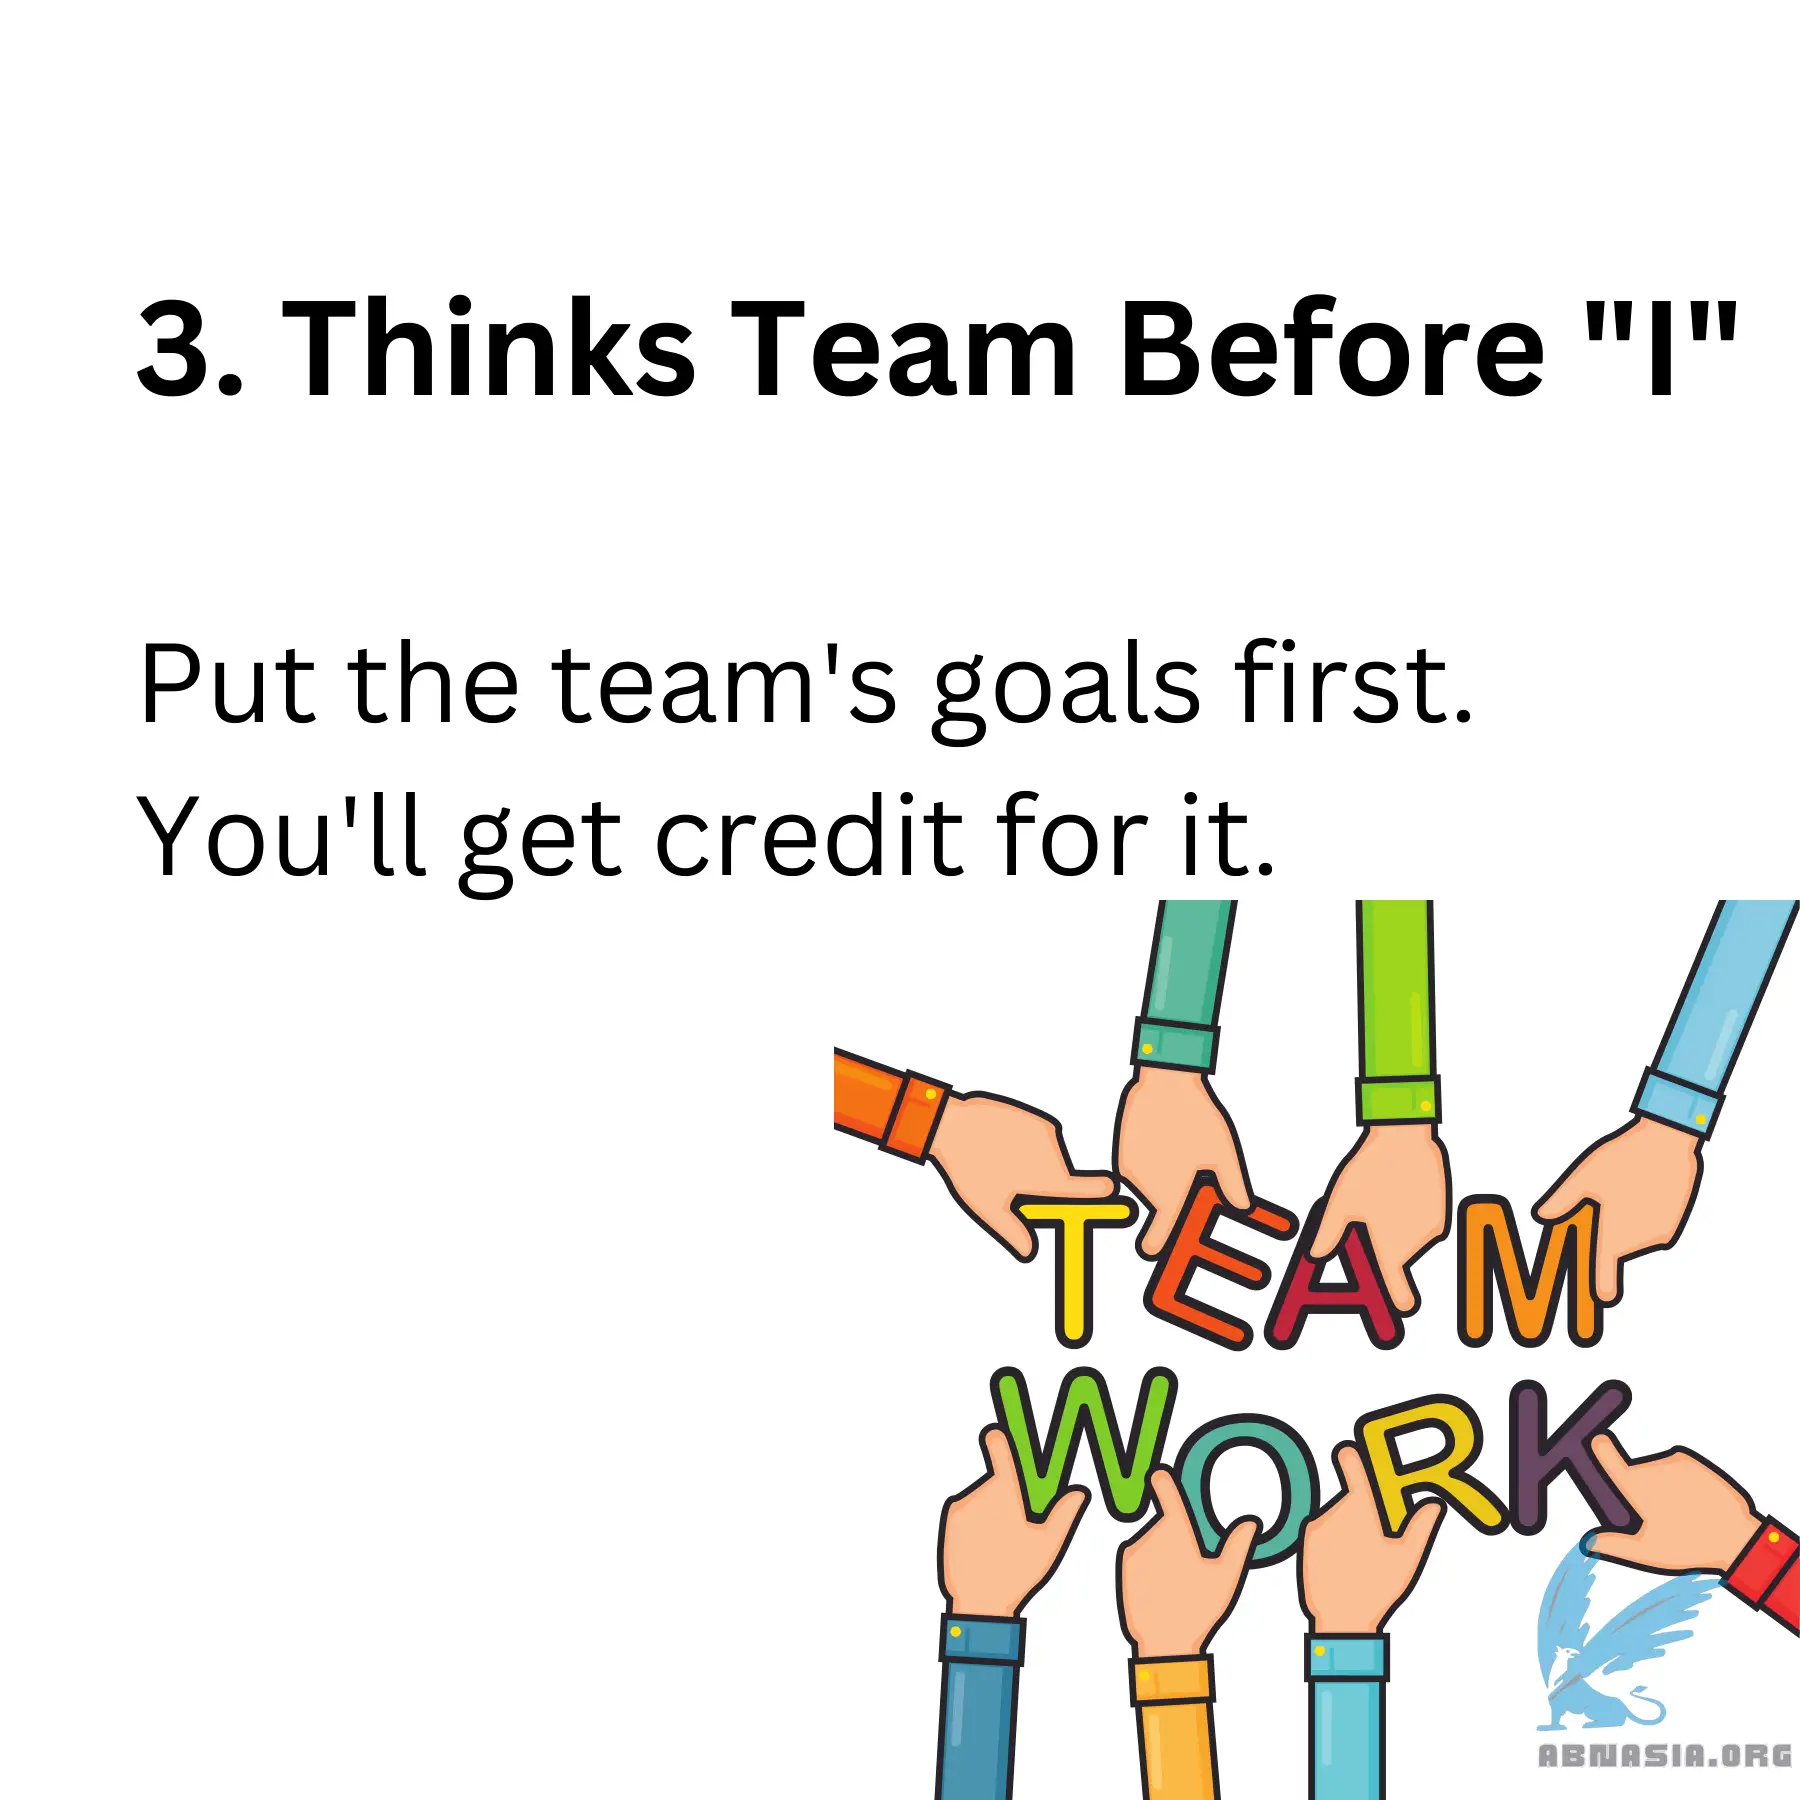 3. Thinks Team Before "I"
Put the team's goals first.
You'll get credit for it.
TEAM
WORK
ABNASIA.ORG